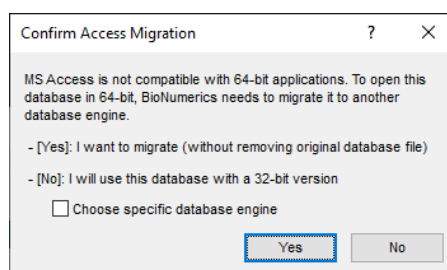 Confirm Access Migration
MS Access is not compatible with 64-bit applications. To open this
database in 64-bit, BioNumerics needs to migrate it to another
database engine.
- [Yes]: I want to migrate (without removing original database file)
- [No]: I will use this database with a 32-bit version
Choose specific database engine
Yes No